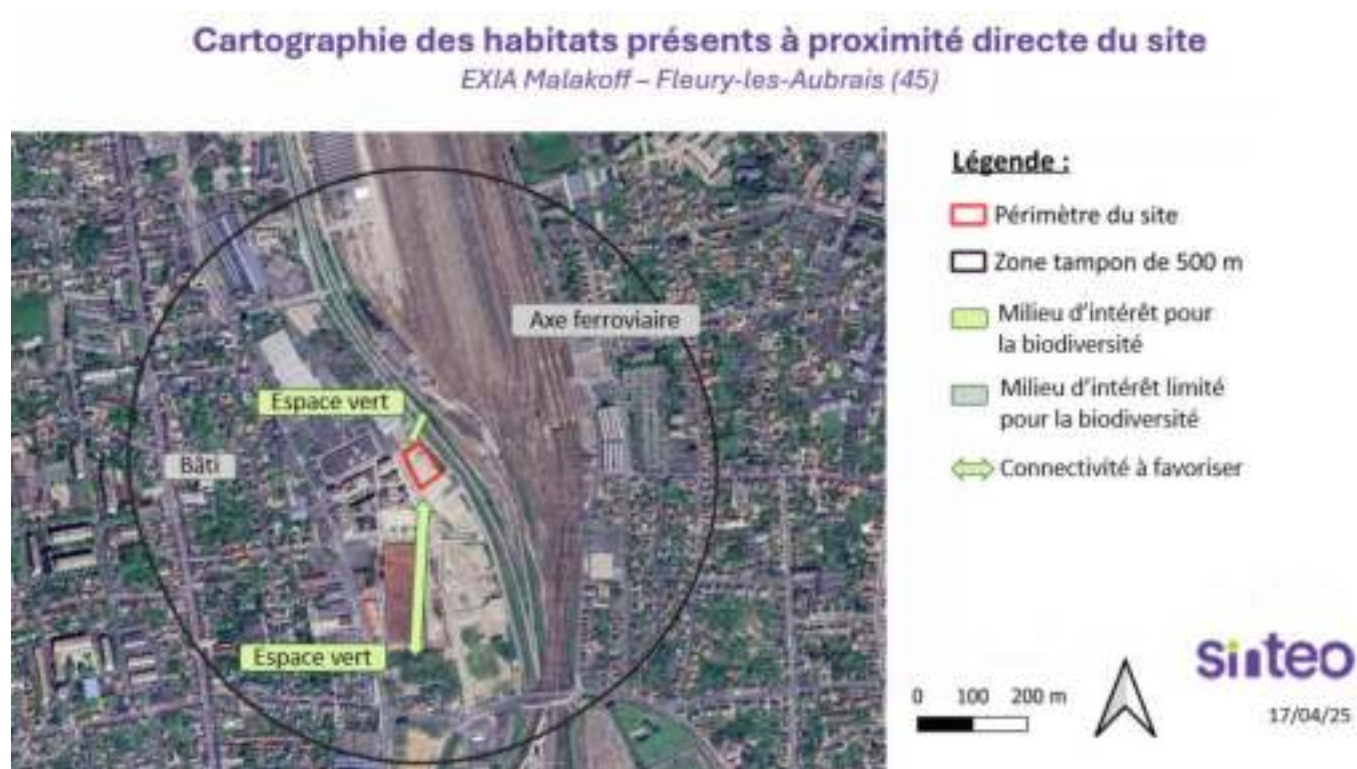 Cartographie des habitats présents à proximité directe du site
EXIA Malakoff – Fleury-les-Aubrais (45)
Légende :
Périmètre du site
Zone tampon de 500 m
Milieu d'intérêt pour
la biodiversité
Milieu d'intérêt limité
pour la biodiversité
Connectivité à favoriser
Axe ferroviaire
Espace vert
Bâti
Espace vert
0 100 200 m
sinteo
17/04/25